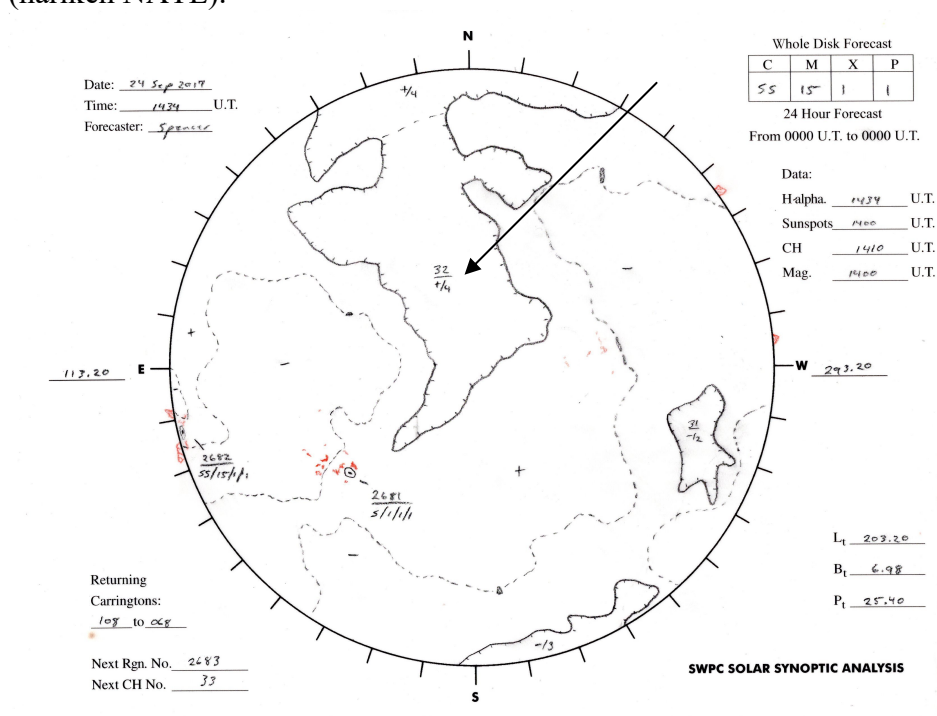 (hariken NATE).
N
Date: 24 Sep 2017
Time: 1434 U.T.
Forecaster: Spencer
Whole Disk Forecast
C M X P
55 15 1 1
24 Hour Forecast
From 0000 U.T. to 0000 U.T.
Data:
H-alpha. 1434 U.T.
Sunspots 1400 U.T.
CH 1410 U.T.
Mag. 1400 U.T.
+/4
32
+/4
−
+
−
113.20 E
W 293.20
31
-/2
2682
55/15/1/1
+
2681
5/1/1/1
−
-/3
Lt 203.20
Bt 6.98
Pt 25.40
Returning
Carringtons:
108 to 068
Next Rgn. No. 2683
Next CH No. 33
SWPC SOLAR SYNOPTIC ANALYSIS
S